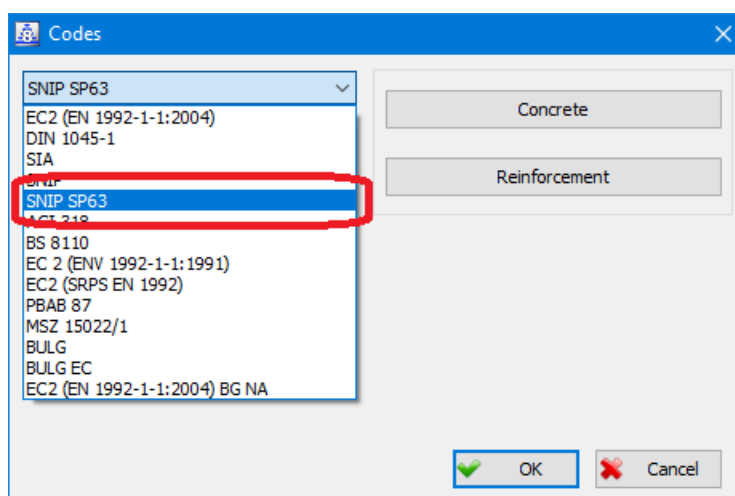 Codes
SNIP SP63
EC2 (EN 1992-1-1:2004)
DIN 1045-1
SIA
SNIP
SNIP SP63
ACI 318
BS 8110
EC 2 (ENV 1992-1-1:1991)
EC2 (SRPS EN 1992)
PBAB 87
MSZ 15022/1
BULG
BULG EC
EC2 (EN 1992-1-1:2004) BG NA
Concrete
Reinforcement
OK
Cancel